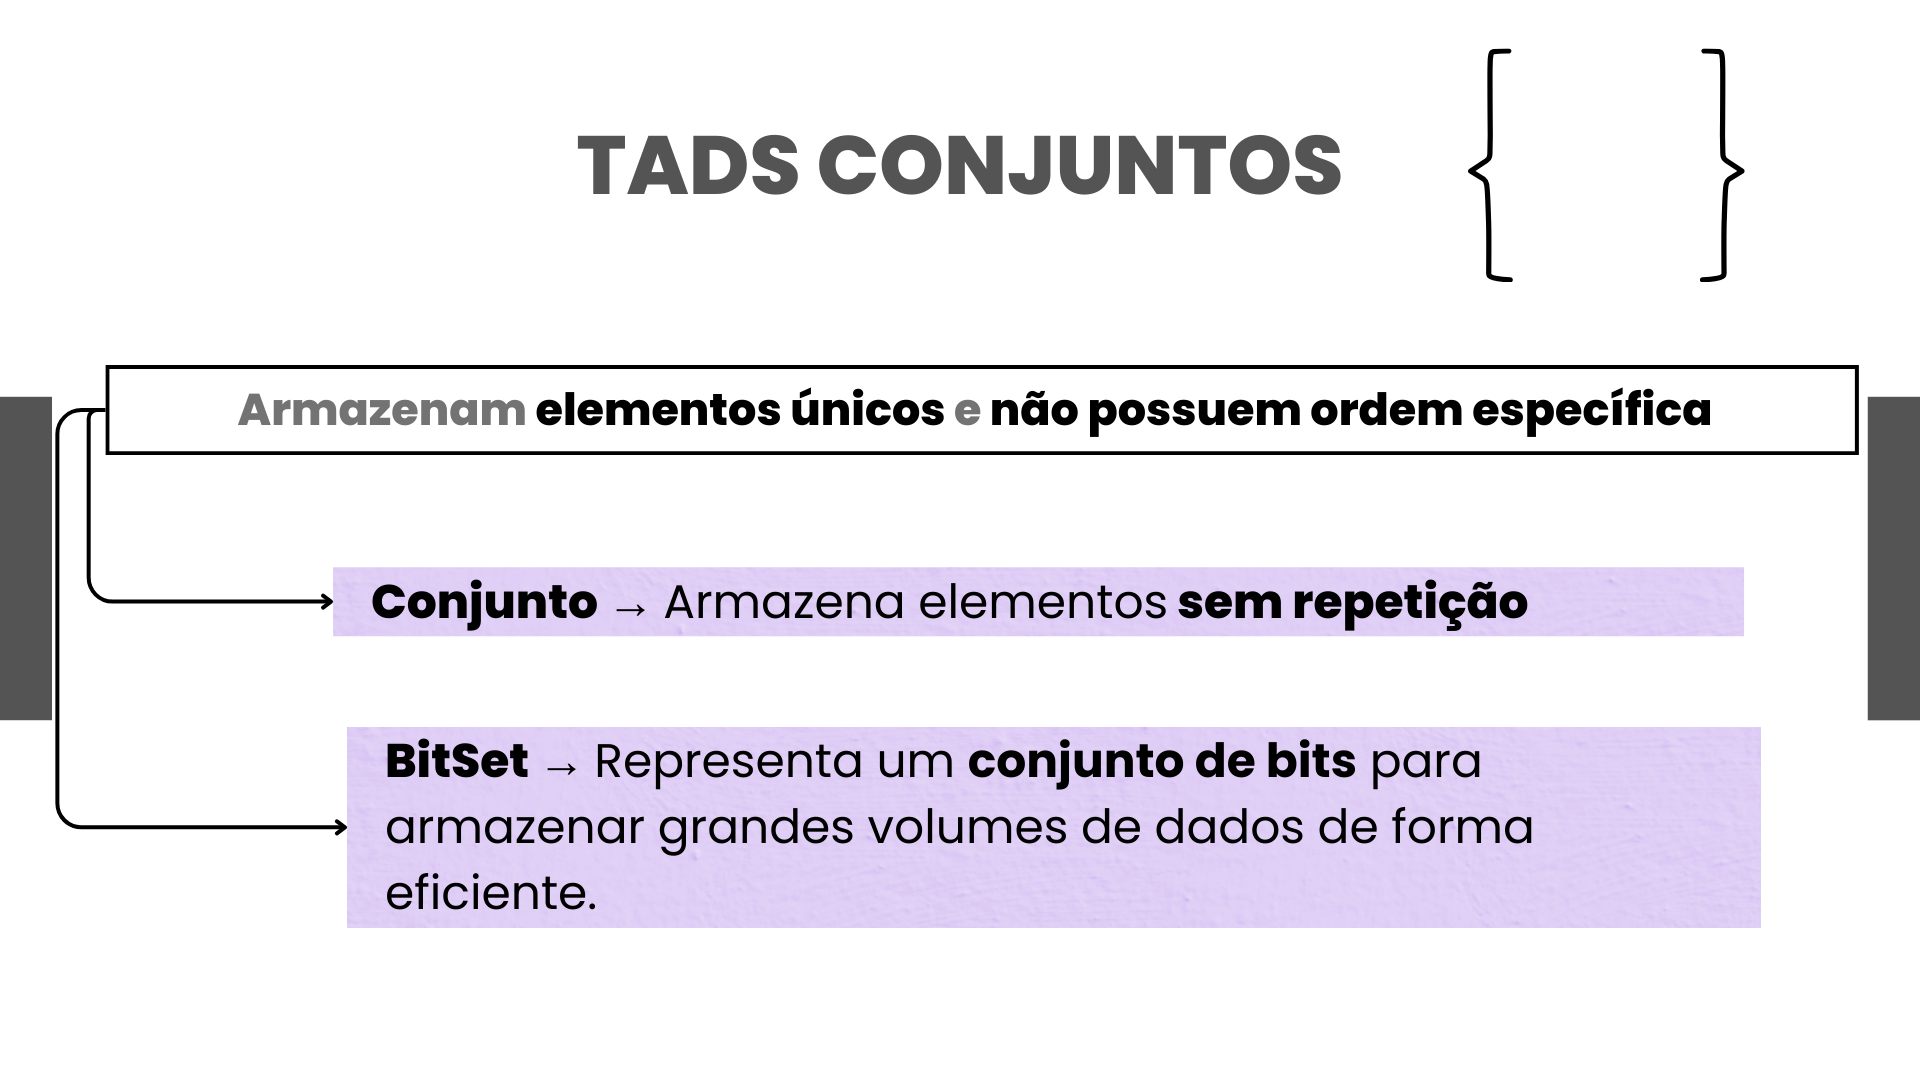 TADS CONJUNTOS
Armazenam elementos únicos e não possuem ordem específica
Conjunto → Armazena elementos sem repetição
BitSet → Representa um conjunto de bits para
armazenar grandes volumes de dados de forma
eficiente.